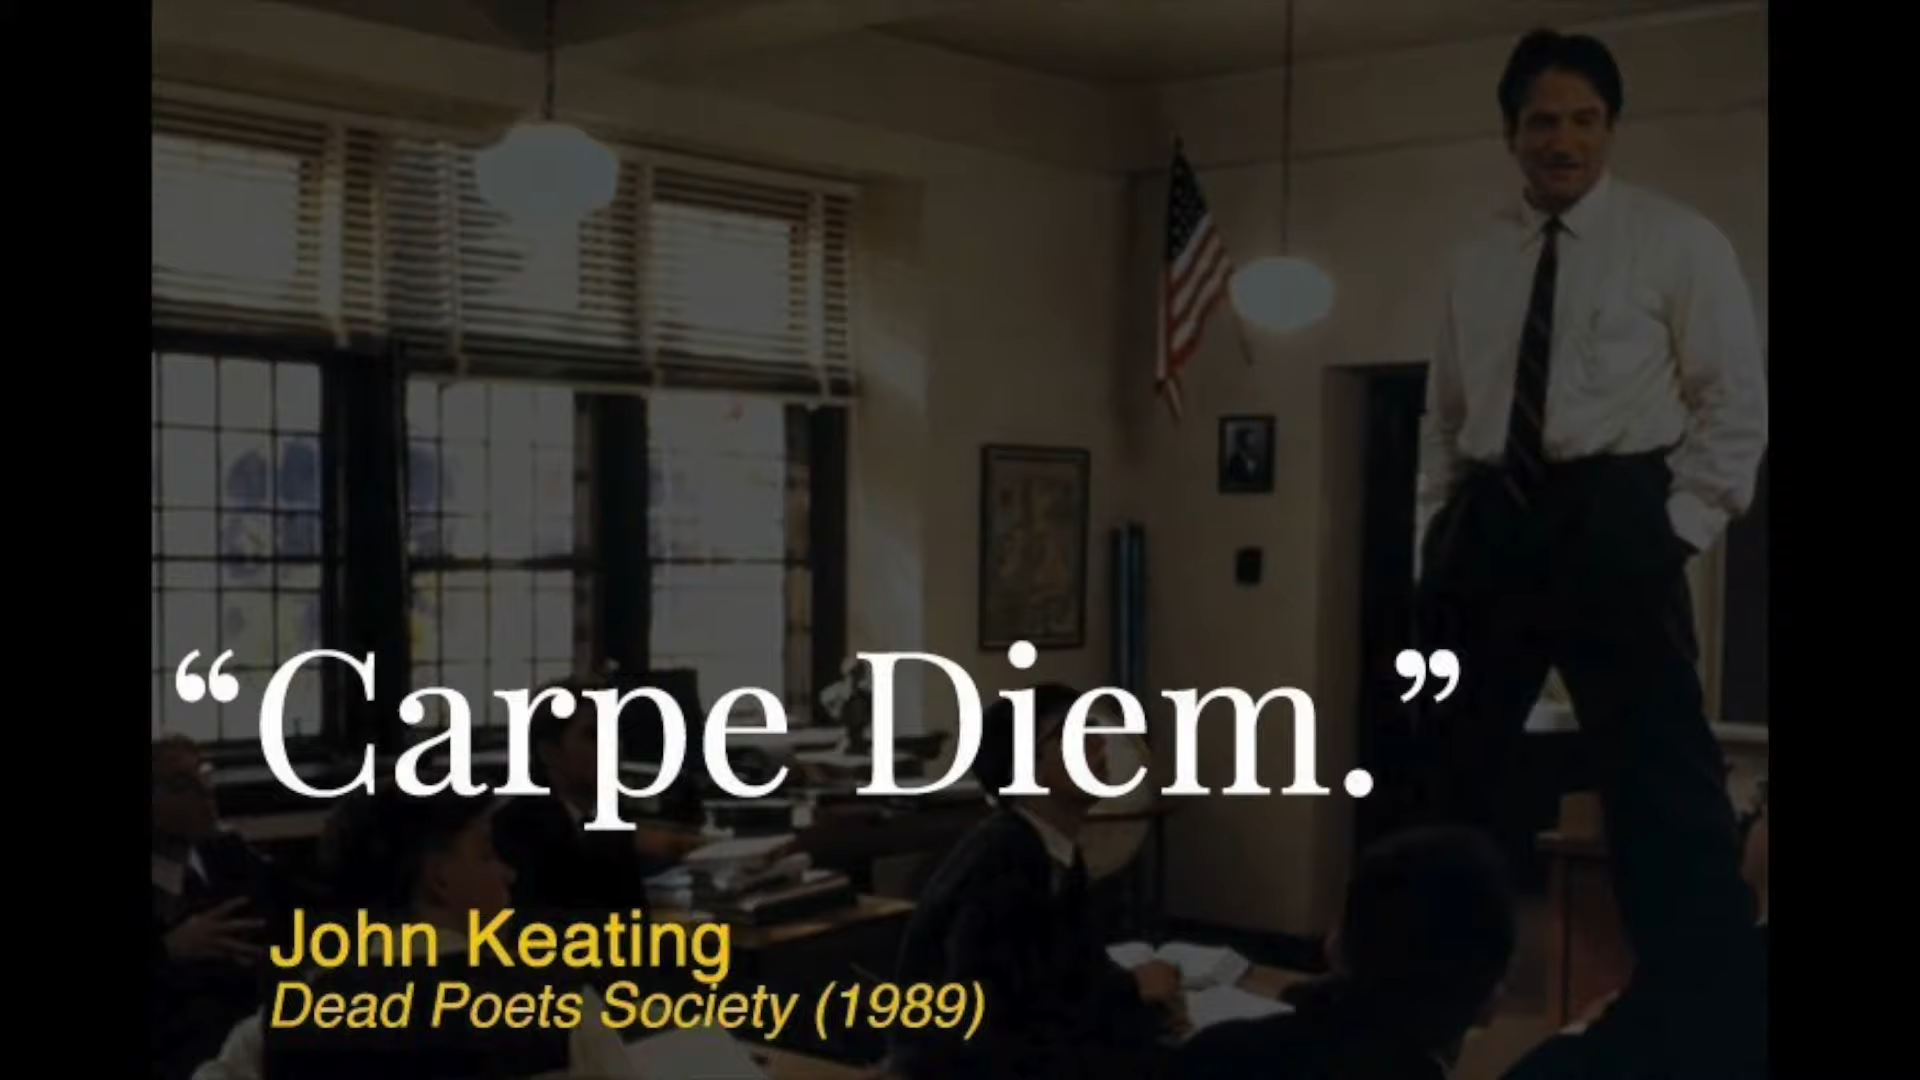 “Carpe Diem.”
John Keating
Dead Poets Society (1989)